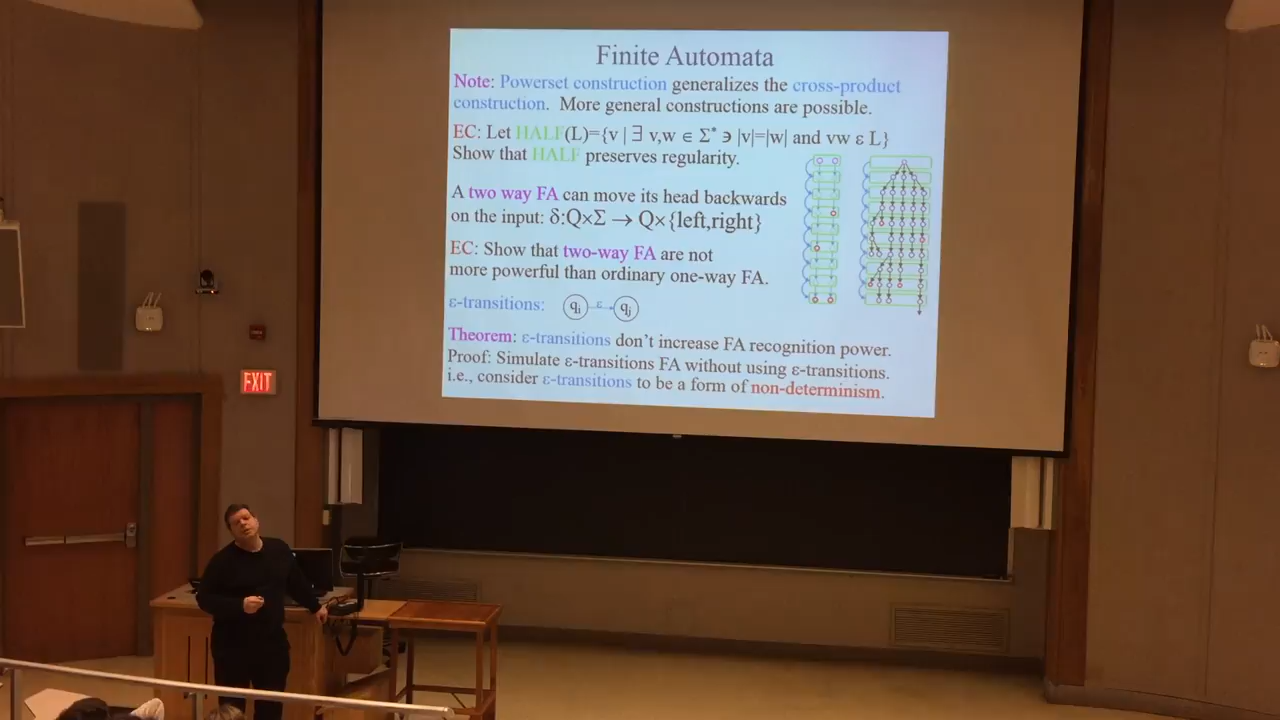 Finite Automata
Note: Powerset construction generalizes the cross-product
construction. More general constructions are possible.
EC: Let HALF(L)={v | ∃ v,w ∈ Σ* ∋ |v|=|w| and vw ε L}
Show that HALF preserves regularity.
A two way FA can move its head backwards
on the input: δ:Q×Σ → Q×{left,right}
EC: Show that two-way FA are not
more powerful than ordinary one-way FA.
ε-transitions: qi ε qj
Theorem: ε-transitions don't increase FA recognition power.
Proof: Simulate ε-transitions FA without using ε-transitions.
i.e., consider ε-transitions to be a form of non-determinism.
EXIT